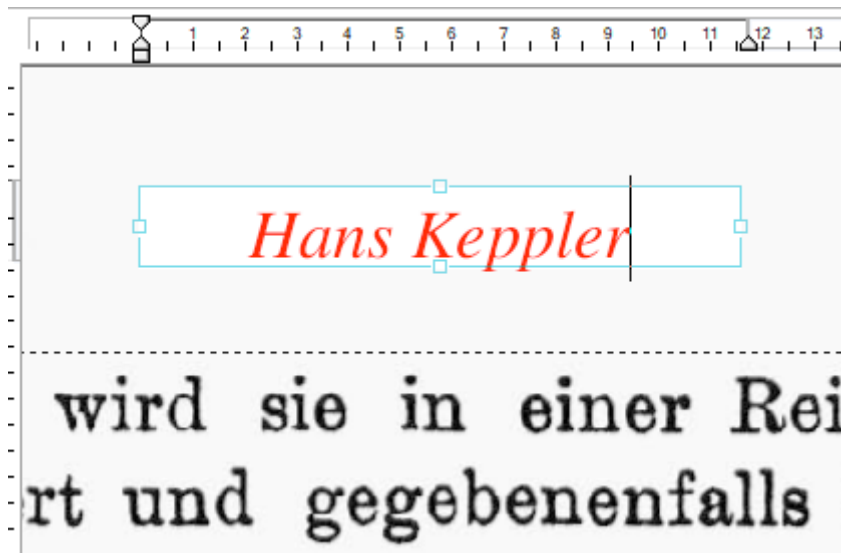 1 2 3 4 5 6 7 8 9 10 11 12 13
Hans Keppler
wird sie in einer Rei
rt und gegebenenfalls